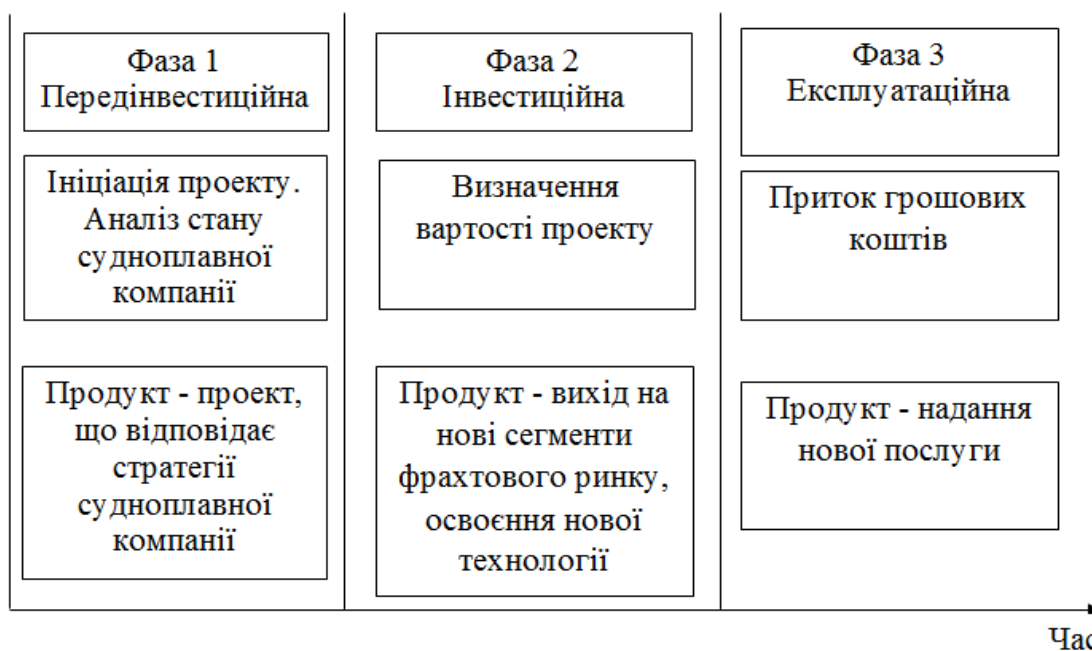 Фаза 1
Передінвестиційна
Ініціація проекту.
Аналіз стану
судноплавної
компанії
Продукт - проект,
що відповідає
стратегії
судноплавної
компанії
Фаза 2
Інвестиційна
Визначення
вартості проекту
Продукт - вихід на
нові сегменти
фрахтового ринку,
освоєння нової
технології
Фаза 3
Експлуатаційна
Приток грошових
коштів
Продукт - надання
нової послуги
Час